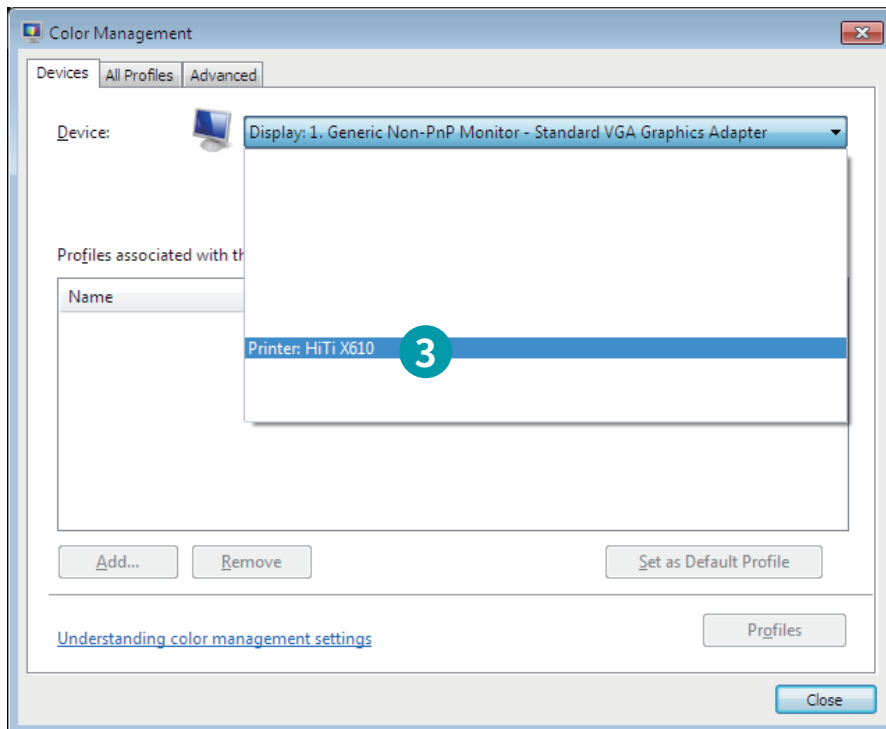 Color Management
Devices
All Profiles
Advanced
Device:
Display: 1. Generic Non-PnP Monitor - Standard VGA Graphics Adapter
Profiles associated with th
Name
Printer: HiTi X610
3
Add...
Remove
Set as Default Profile
Understanding color management settings
Profiles
Close